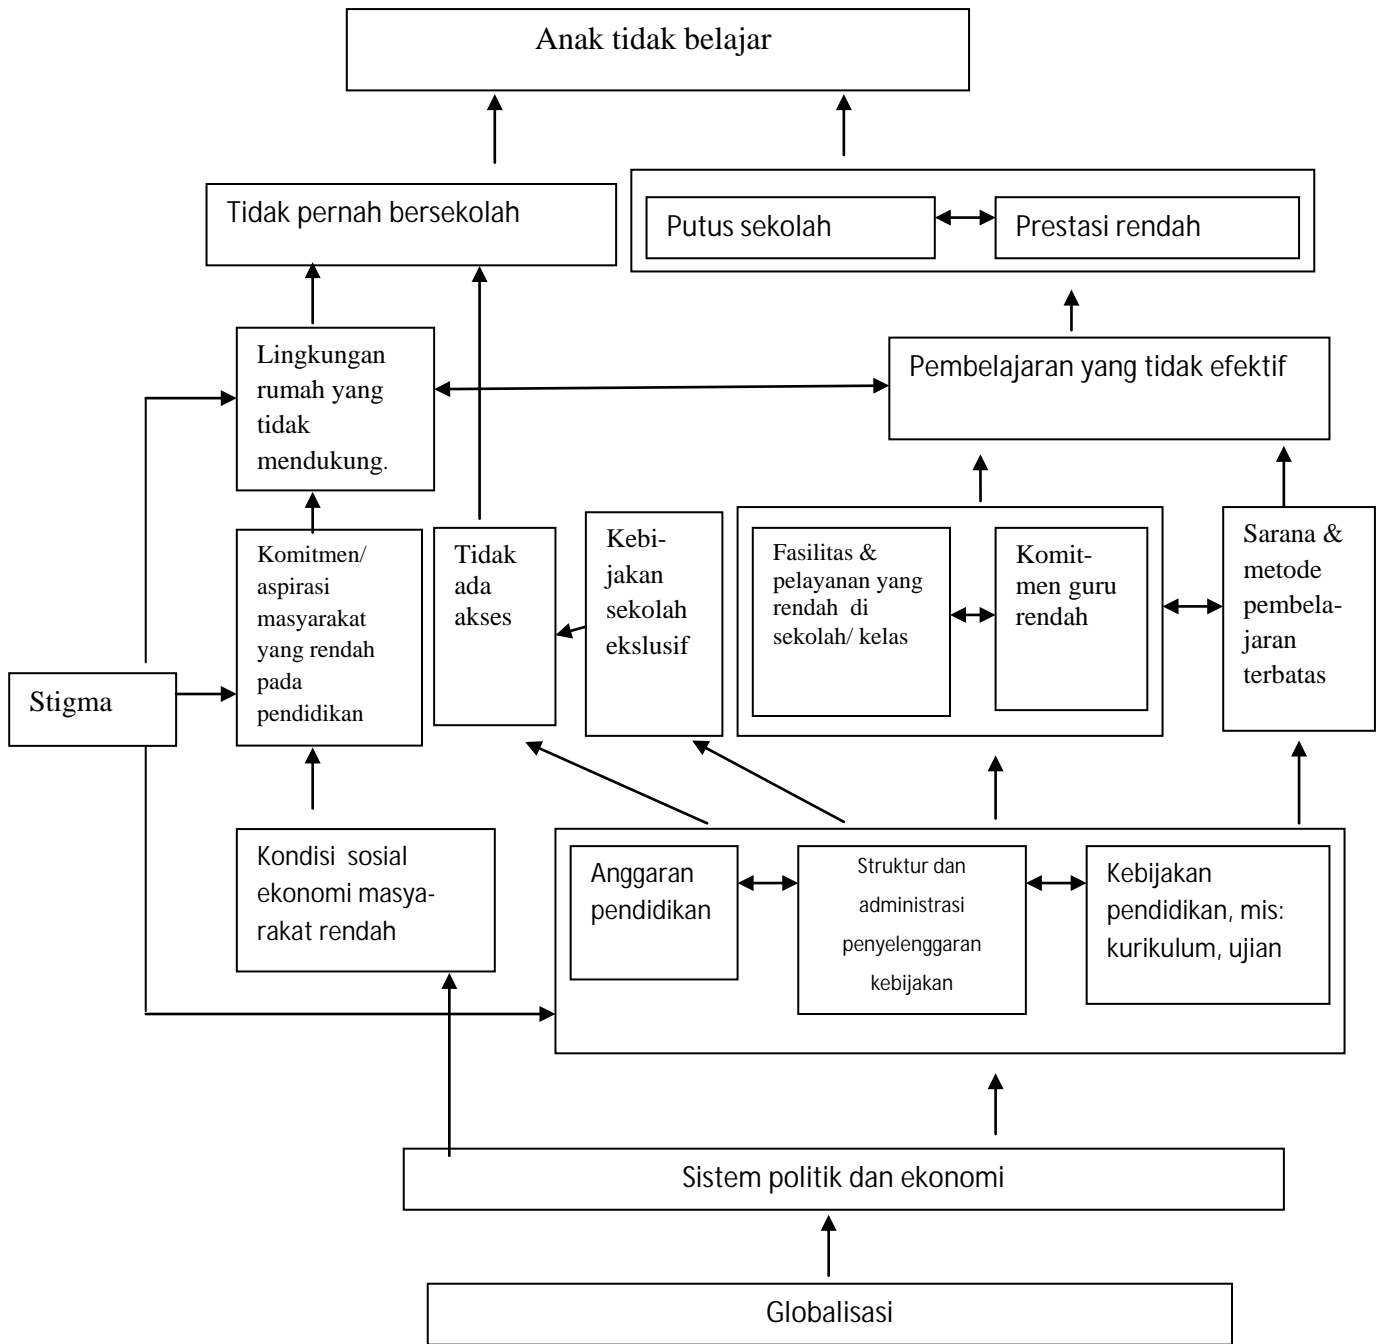 Anak tidak belajar
Tidak pernah bersekolah
Putus sekolah
Prestasi rendah
Lingkungan
rumah yang
tidak
mendukung.
Pembelajaran yang tidak efektif
Komitmen/
aspirasi
masyarakat
yang rendah
pada
pendidikan
Tidak
ada
akses
Kebi-
jakan
sekolah
ekslusif
Fasilitas &
pelayanan yang
rendah di
sekolah/ kelas
Komit-
men guru
rendah
Sarana &
metode
pembela-
jaran
terbatas
Stigma
Kondisi sosial
ekonomi masya-
rakat rendah
Anggaran
pendidikan
Struktur dan
administrasi
penyelenggaran
kebijakan
Kebijakan
pendidikan, mis:
kurikulum, ujian
Sistem politik dan ekonomi
Globalisasi